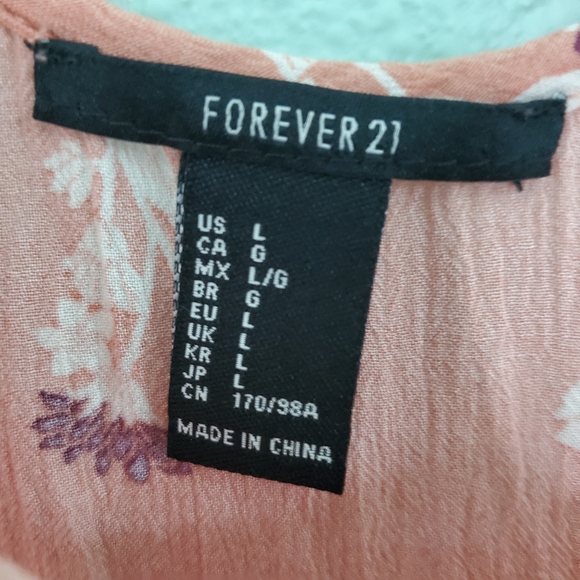 FOREVER 21
US L
CA G
MX L/G
BR G
EU L
UK L
KR L
JP L
CN 170/98A
MADE IN CHINA